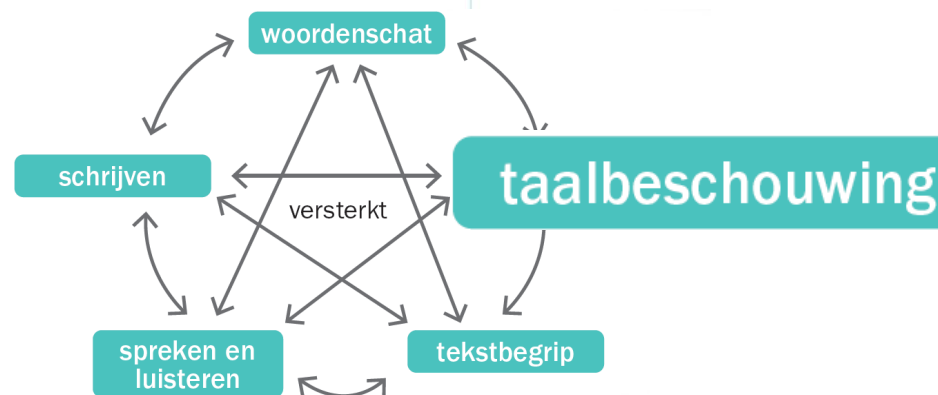 woordenschat
schrijven
taalbeschouwing
versterkt
spreken en
luisteren
tekstbegrip